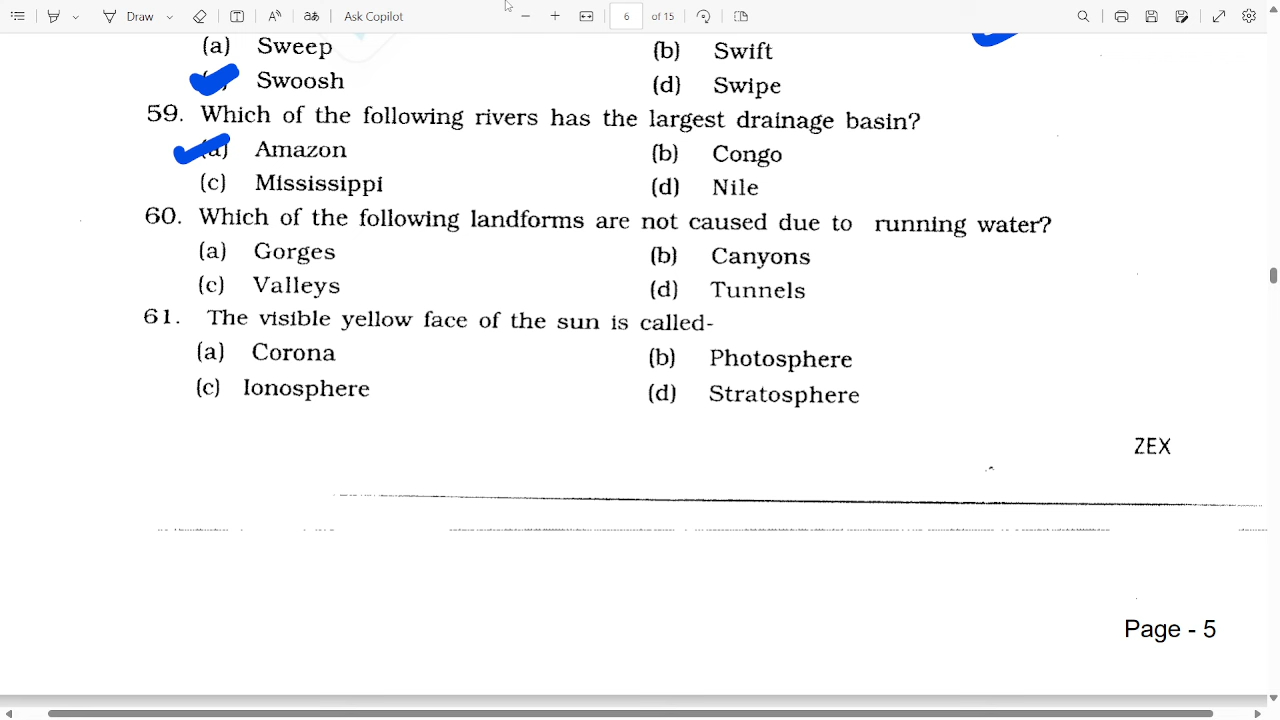 Draw
Ask Copilot
6 of 15
(a) Sweep (b) Swift
Swoosh (d) Swipe
59. Which of the following rivers has the largest drainage basin?
(a) Amazon (b) Congo
(c) Mississippi (d) Nile
60. Which of the following landforms are not caused due to running water?
(a) Gorges (b) Canyons
(c) Valleys (d) Tunnels
61. The visible yellow face of the sun is called-
(a) Corona (b) Photosphere
(c) Ionosphere (d) Stratosphere
ZEX
Page - 5